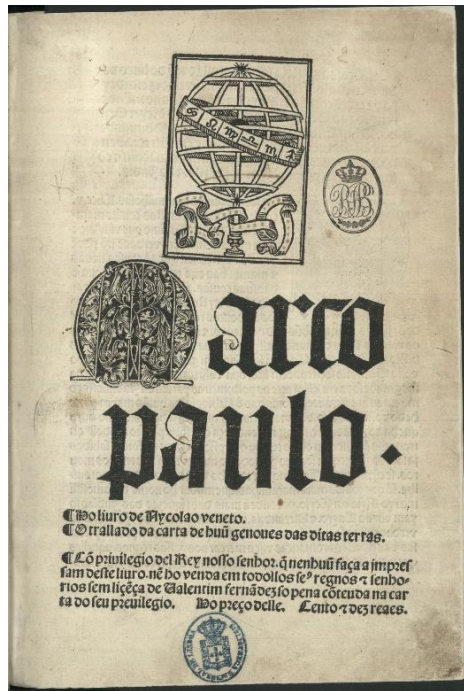 Marco
paulo.
¶ Ho liuro de Nycolao veneto.
¶ O trallado da carta de huũ genoues das ditas terras.
¶ Cõ priuilegio del Rey nosso senhor. q̃ nenhuũ faça a impres
sam deste liuro. nẽ ho venda em todollos seꝰ regnos ⁊ senho-
rios sem liçẽça de Valentim fernãdez so pena cõteuda na car
ta do seu preuilegio. Ho preço delle. Cento ⁊ dez reaes.